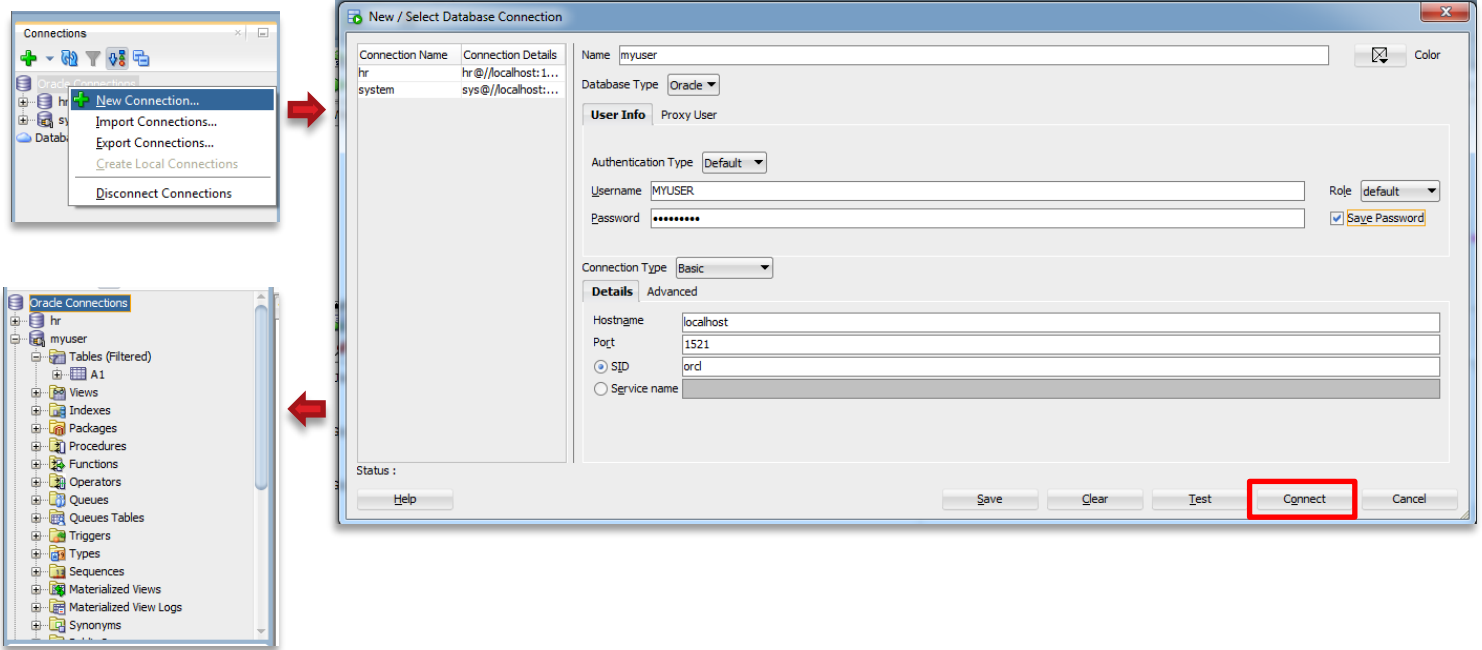 Connections
Oracle Connections
hr
New Connection...
sy
Import Connections...
Datab
Export Connections...
Create Local Connections
Disconnect Connections
New / Select Database Connection
Connection Name Connection Details
hr hr@//localhost:1...
system sys@//localhost:...
Name myuser Color
Database Type Oracle
User Info Proxy User
Authentication Type Default
Username MYUSER Role default
Password ••••••••• Save Password
Connection Type Basic
Details Advanced
Hostname localhost
Port 1521
SID orcl
Service name
Status :
Help Save Clear Test Connect Cancel
Oracle Connections
hr
myuser
Tables (Filtered)
A1
Views
Indexes
Packages
Procedures
Functions
Operators
Queues
Queues Tables
Triggers
Types
Sequences
Materialized Views
Materialized View Logs
Synonyms